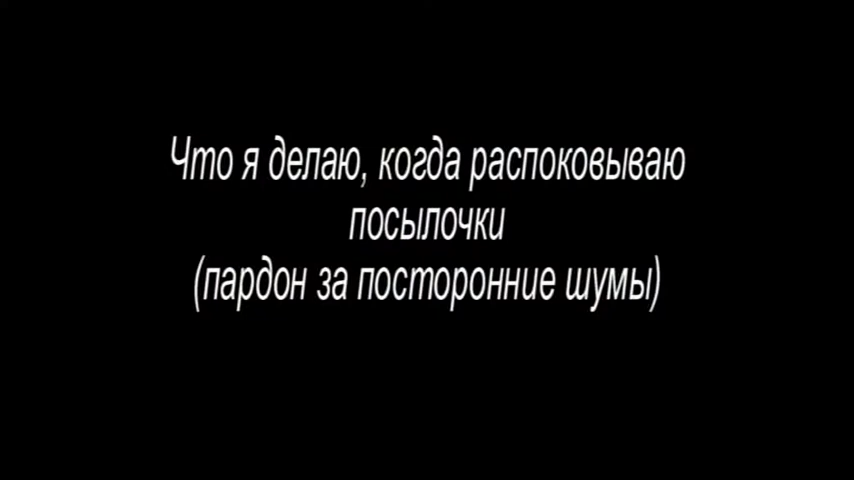 Что я делаю, когда распоковываю
посылочки
(пардон за посторонние шумы)